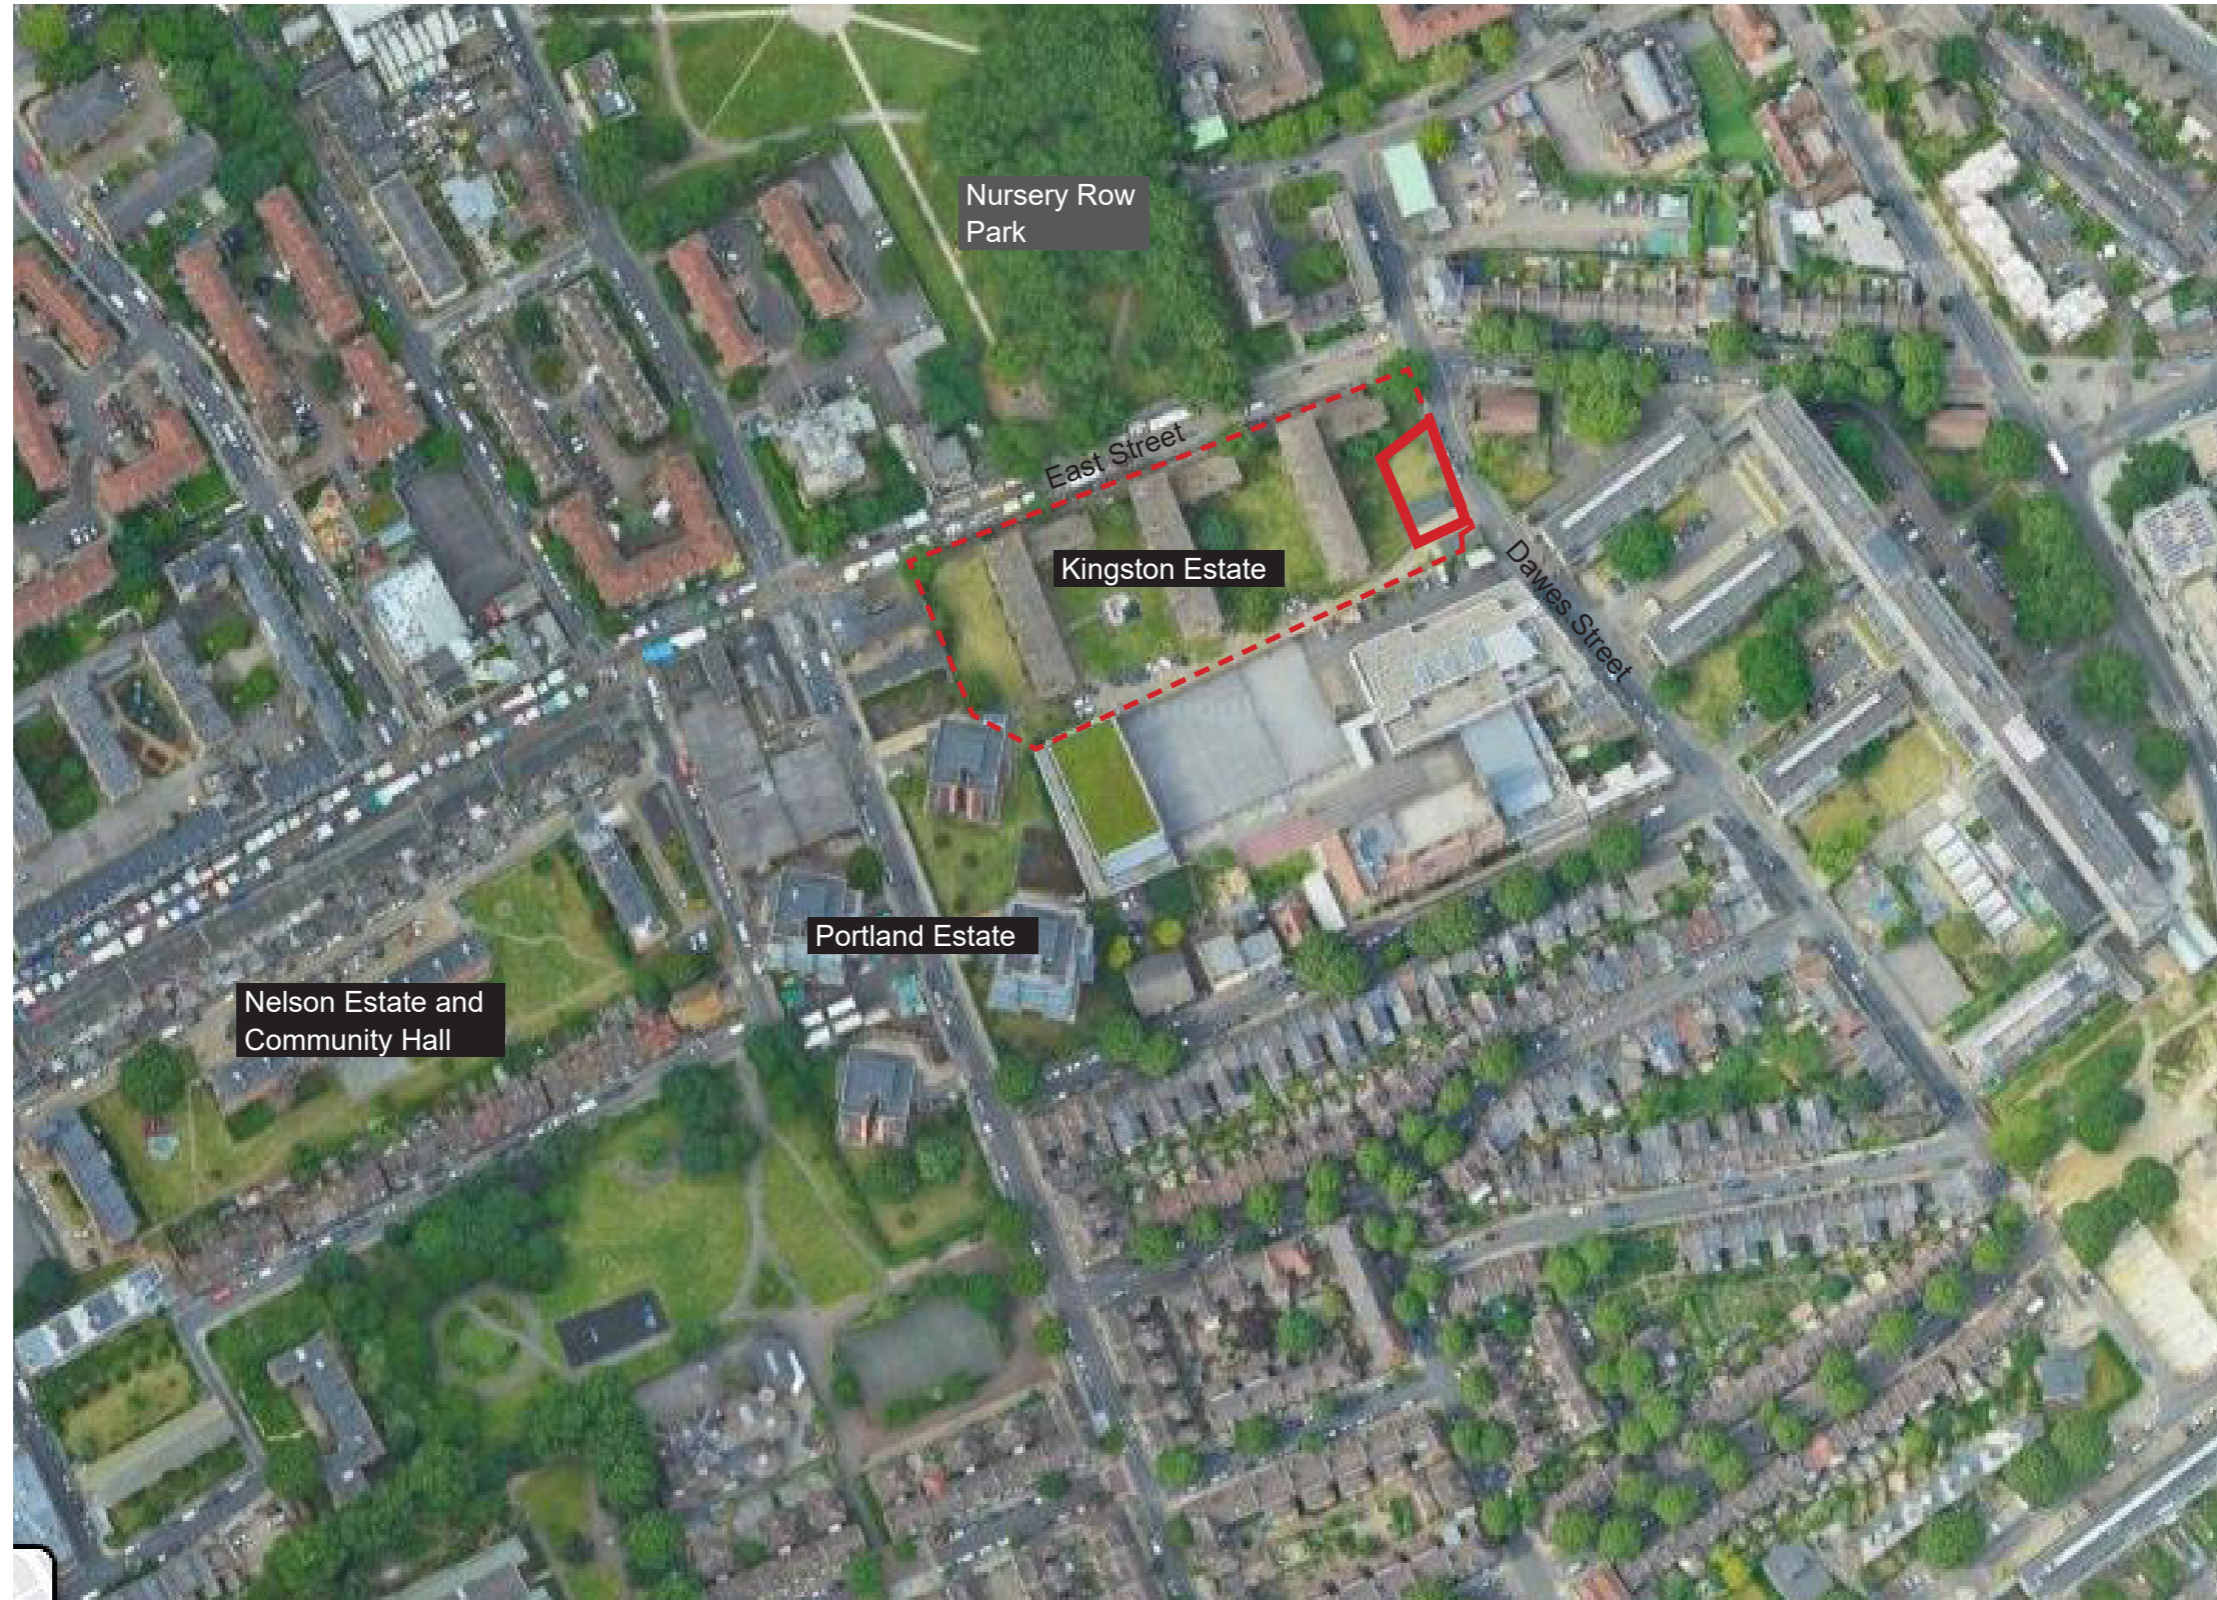 Nursery Row
Park
East Street
Kingston Estate
Dawes Street
Portland Estate
Nelson Estate and
Community Hall